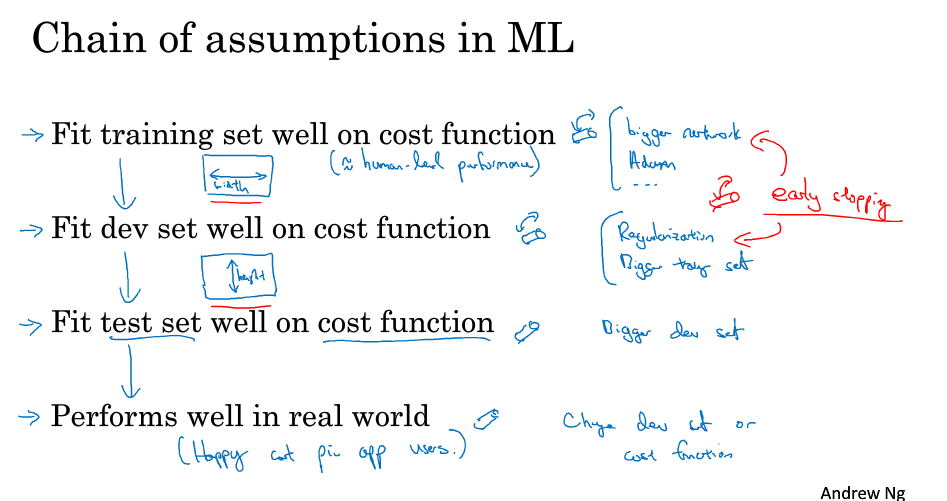 Chain of assumptions in ML
→ Fit training set well on cost function
(≈ human-level performance)
bigger network
Adam
...
width
early stopping
→ Fit dev set well on cost function
Regularization
Bigger train set
height
→ Fit test set well on cost function
Bigger dev set
→ Performs well in real world
(Happy cat pic app users.)
Change dev set or
cost function
Andrew Ng